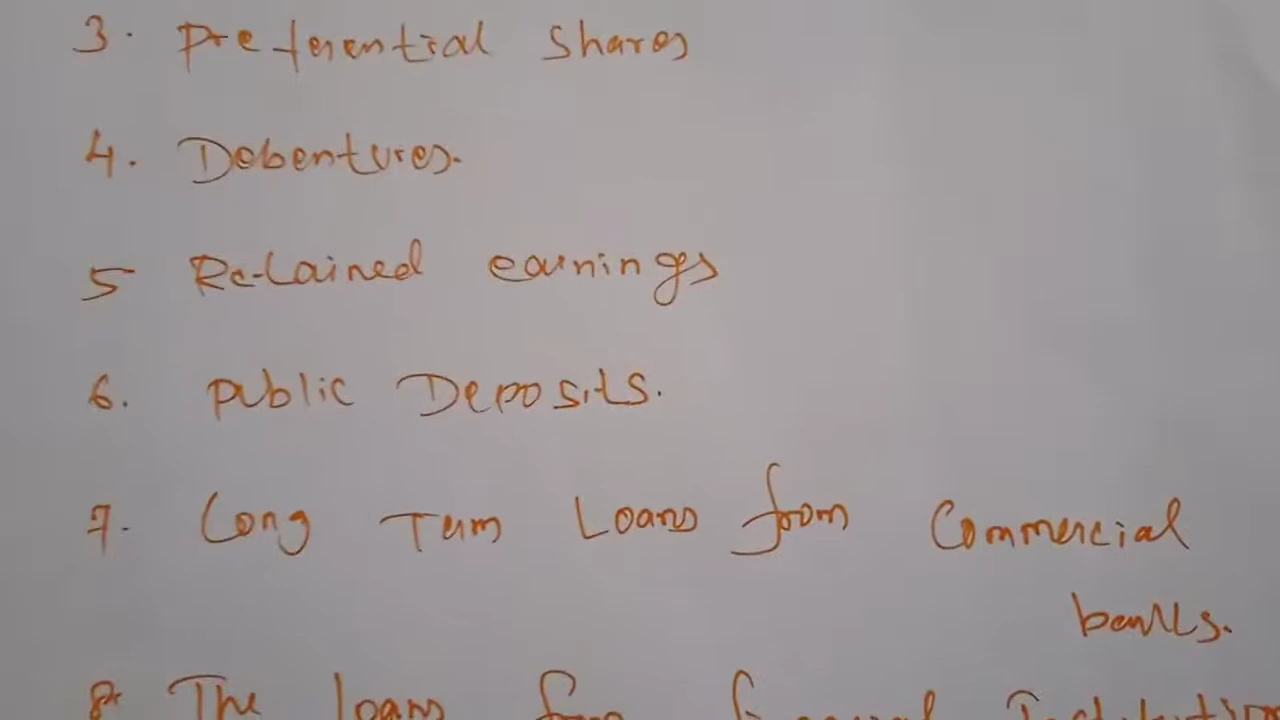 3. Preferential Shares
4. Debentures.
5 Retained earnings
6. Public Deposits.
7. Long Term Loans from Commercial
banks.
8. The loans from